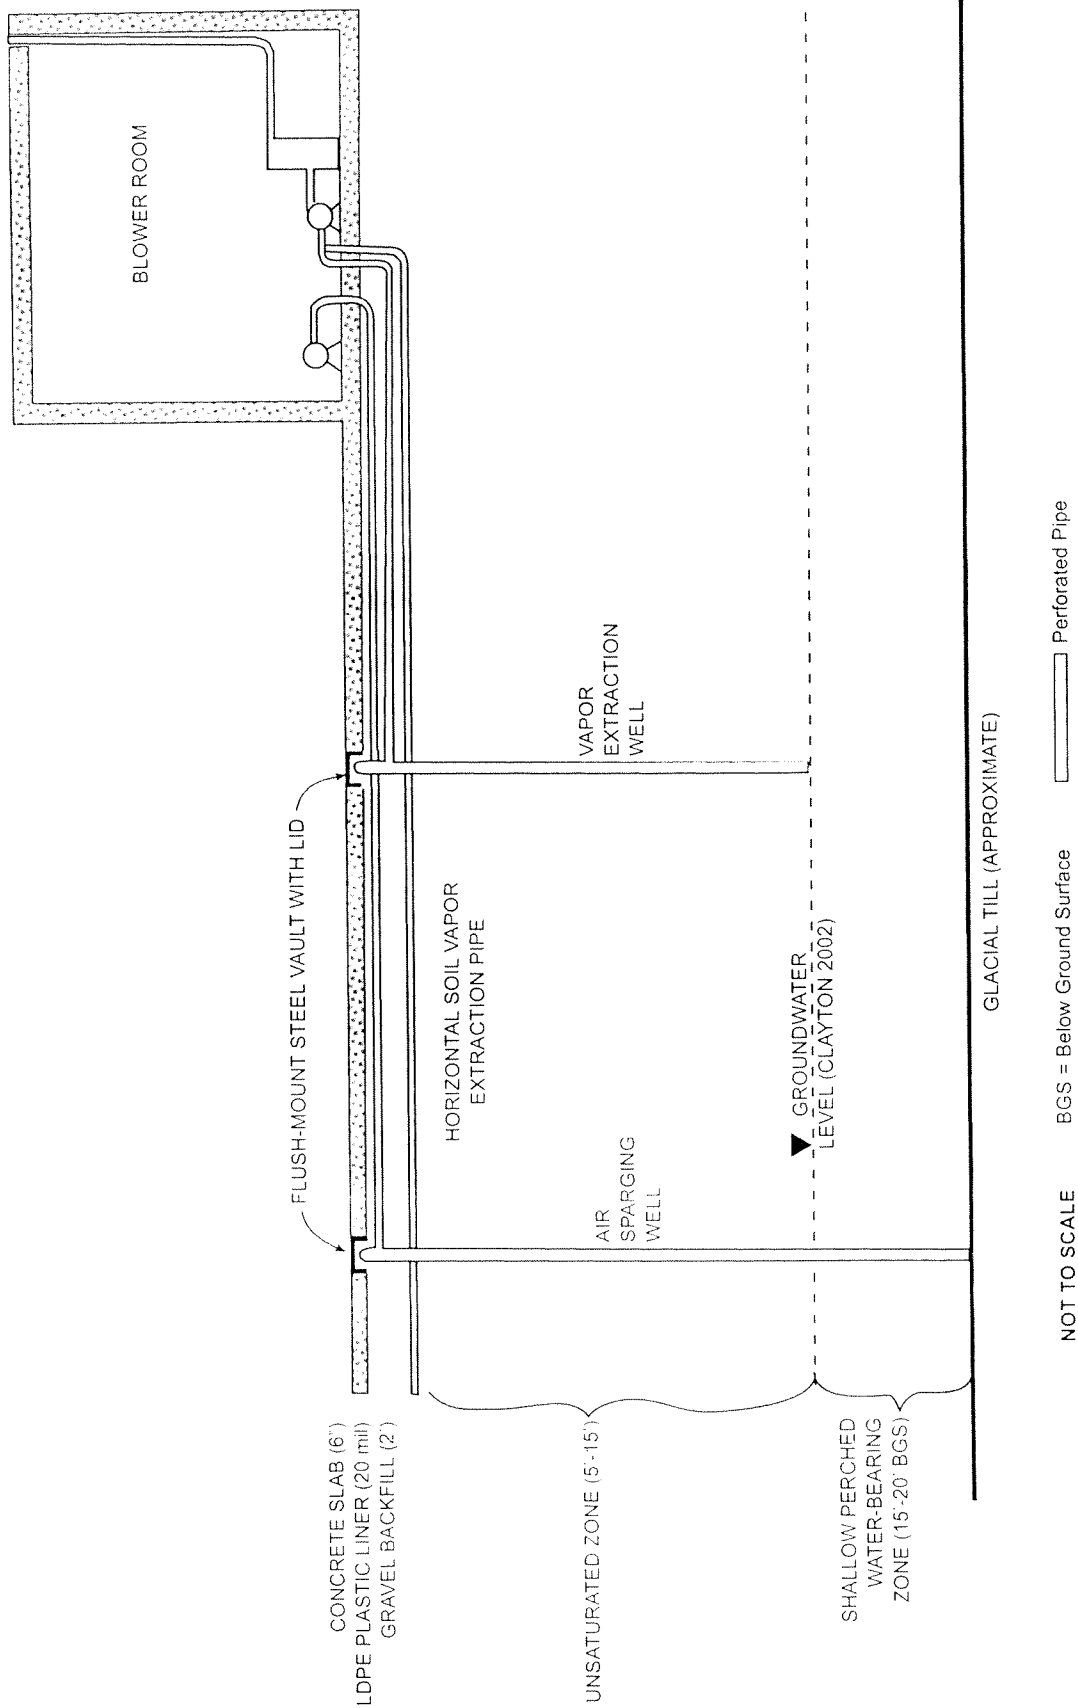 BLOWER ROOM
FLUSH-MOUNT STEEL VAULT WITH LID
CONCRETE SLAB (6")
LDPE PLASTIC LINER (20 mil)
GRAVEL BACKFILL (2')
HORIZONTAL SOIL VAPOR
EXTRACTION PIPE
VAPOR
EXTRACTION
WELL
AIR
SPARGING
WELL
UNSATURATED ZONE (5'-15')
GROUNDWATER
LEVEL (CLAYTON 2002)
SHALLOW PERCHED
WATER-BEARING
ZONE (15'-20' BGS)
GLACIAL TILL (APPROXIMATE)
NOT TO SCALE
BGS = Below Ground Surface
Perforated Pipe